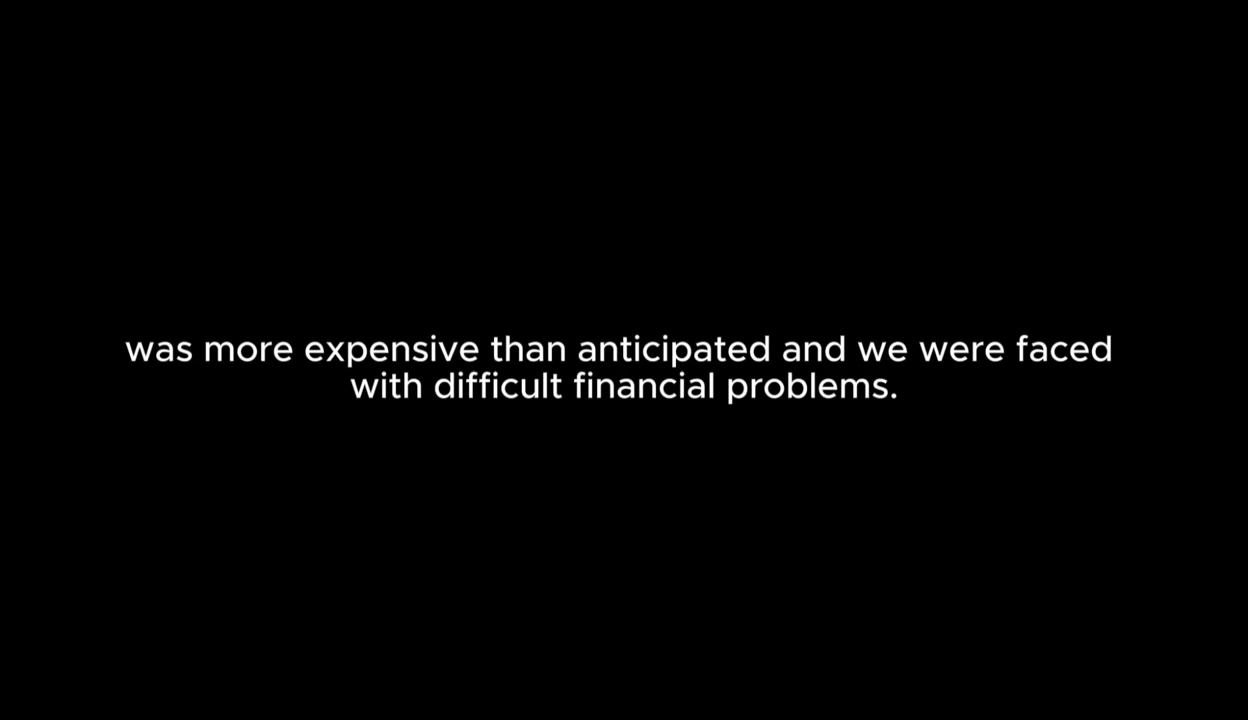 was more expensive than anticipated and we were faced
with difficult financial problems.